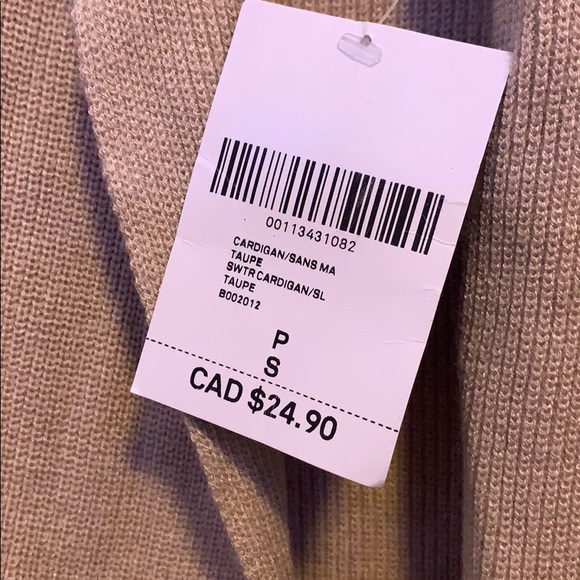 00113431082
CARDIGAN/SANS MA
TAUPE
SWTR CARDIGAN/SL
TAUPE
B002012
P
S
CAD $24.90